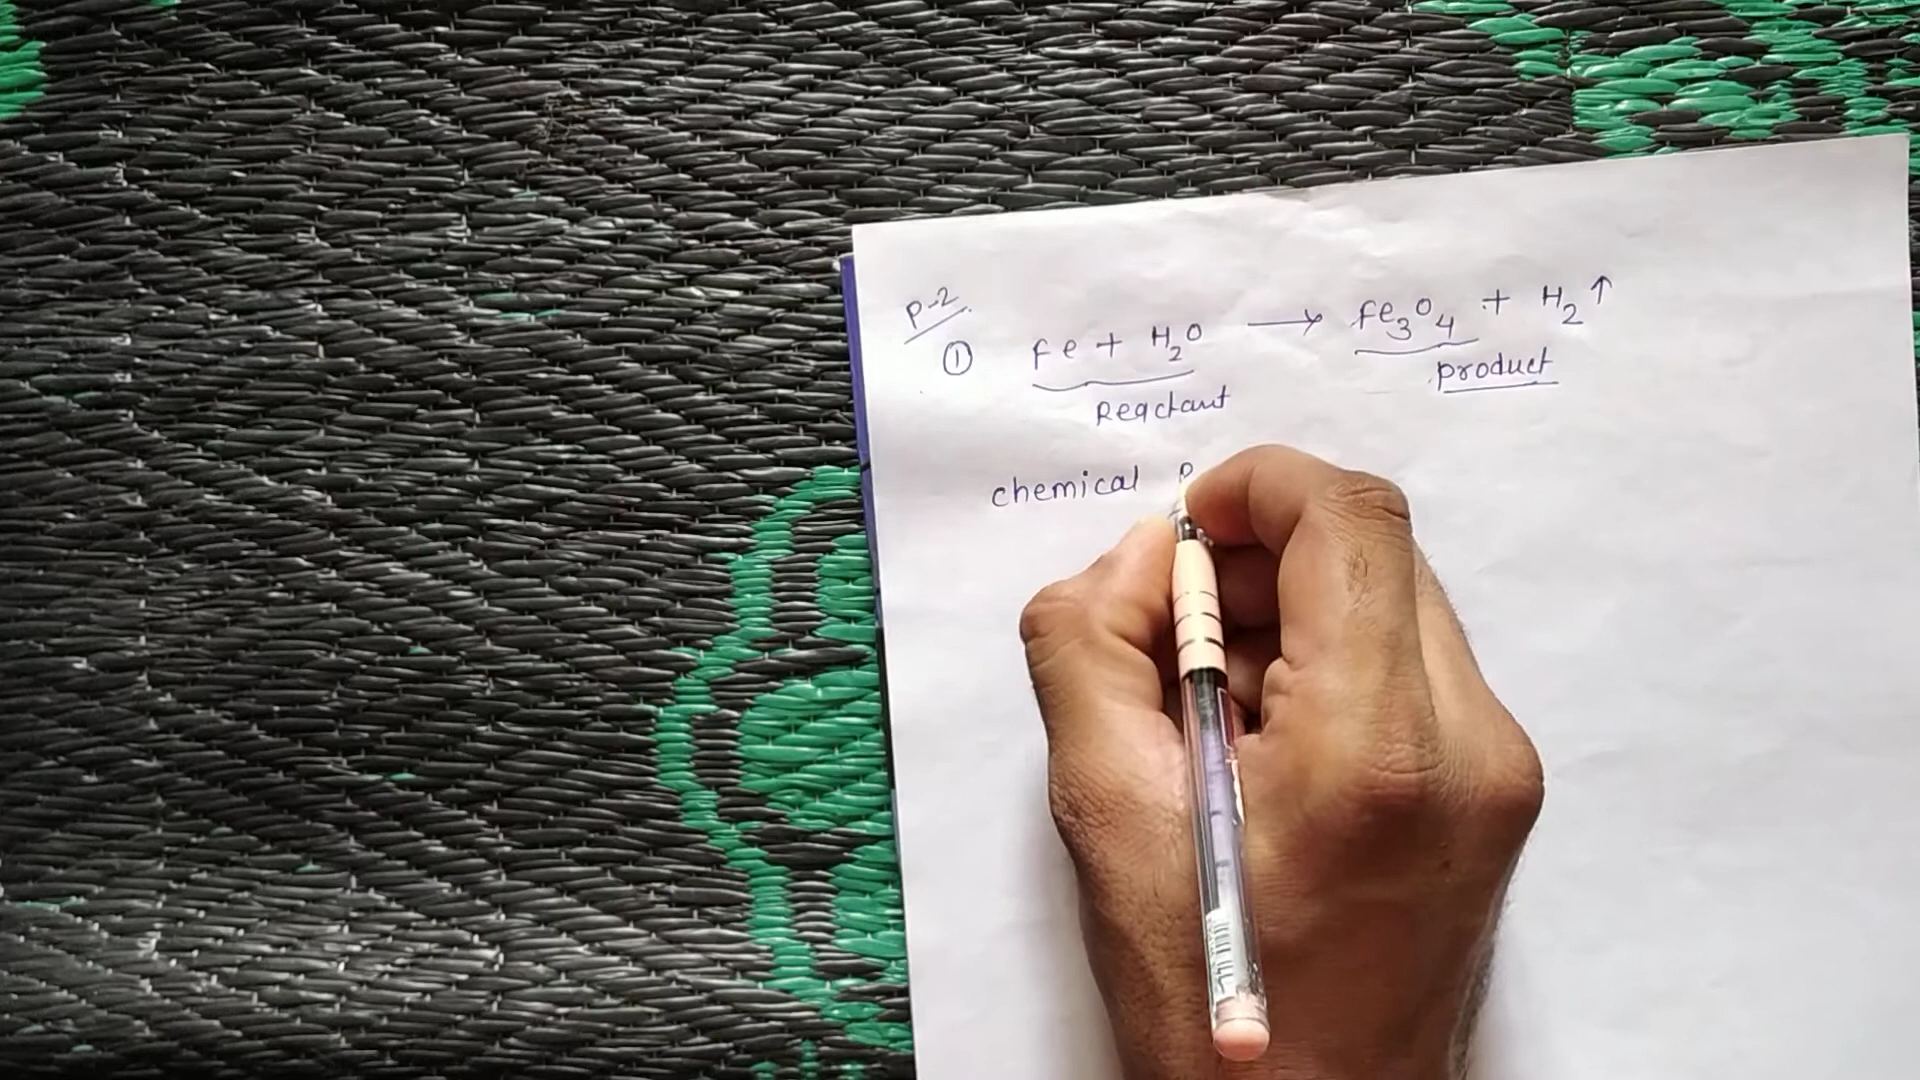 P-2
① Fe + H₂O ⟶ Fe₃O₄ + H₂↑
Reactant product
chemical R